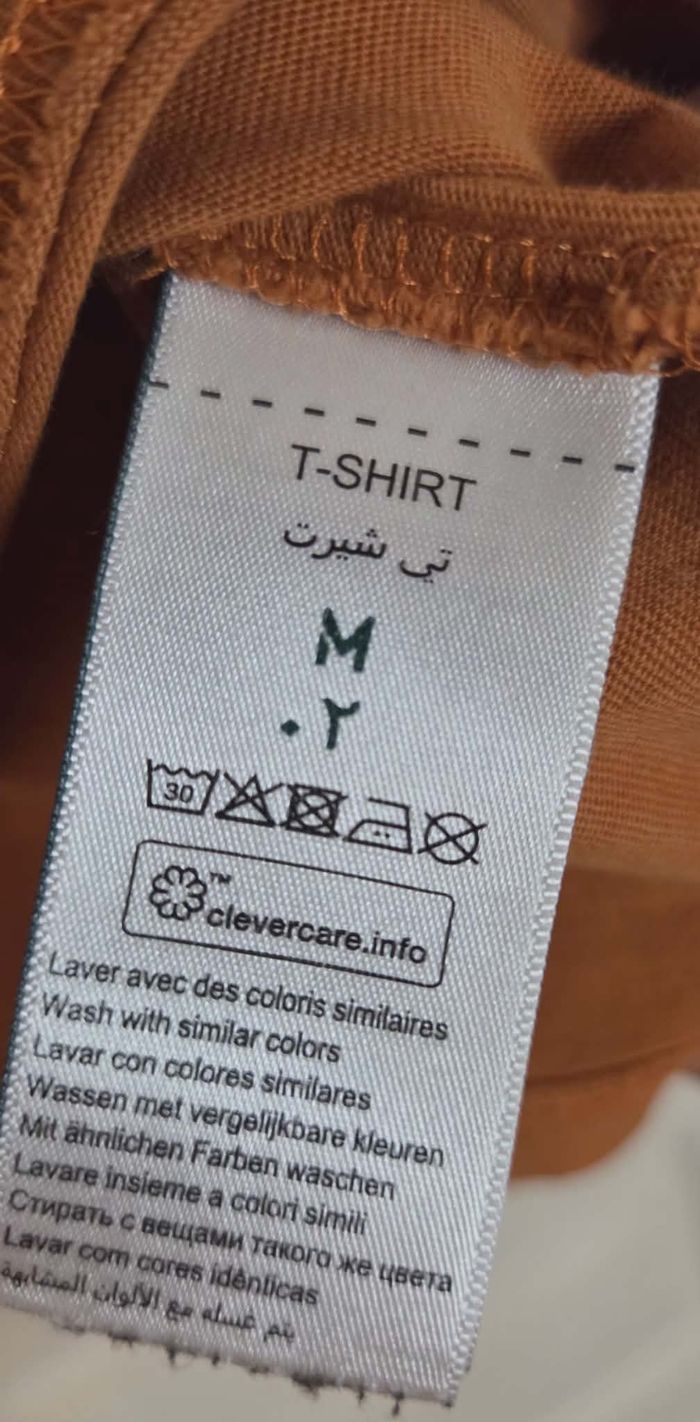 T-SHIRT
تي شيرت
M
٠٢
30
™
clevercare.info
Laver avec des coloris similaires
Wash with similar colors
Lavar con colores similares
Wassen met vergelijkbare kleuren
Mit ähnlichen Farben waschen
Lavare insieme a colori simili
Стирать с вещами такого же цвета
Lavar com cores idênticas
يتم غسله مع الألوان المشابهة